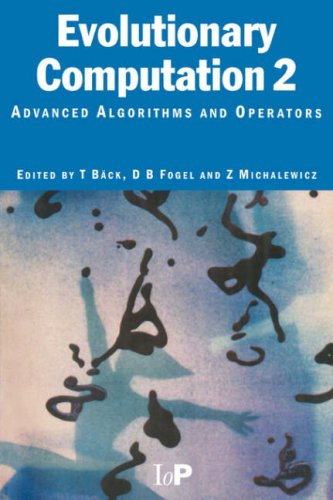 Evolutionary
Computation 2
ADVANCED ALGORITHMS AND OPERATORS
EDITED BY T BÄCK, D B FOGEL AND Z MICHALEWICZ
IoP